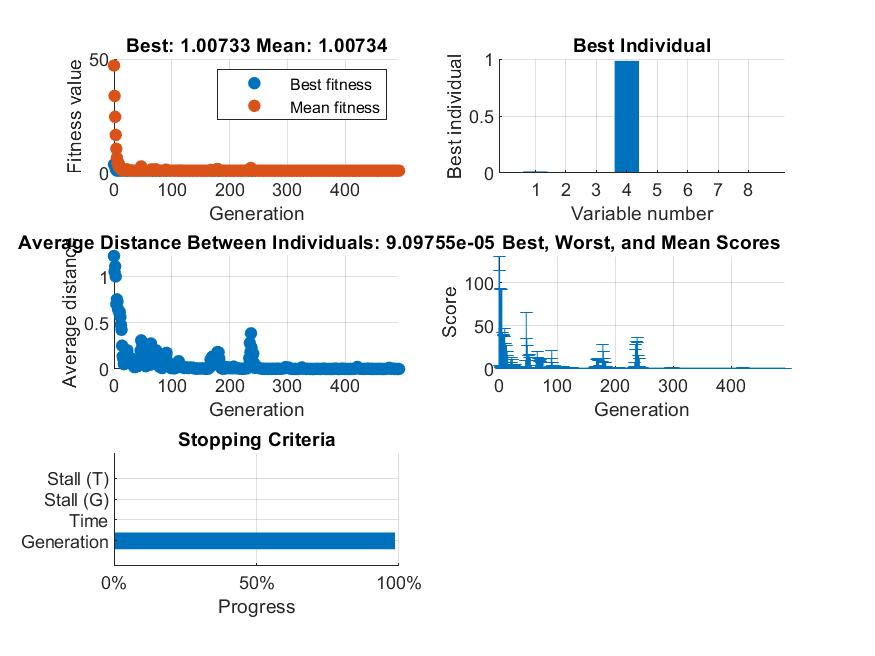 Best: 1.00733 Mean: 1.00734
Fitness value
50
0
Best fitness
Mean fitness
0 100 200 300 400
Generation
Best Individual
Best individual
1
0.5
0
1 2 3 4 5 6 7 8
Variable number
Average Distance Between Individuals: 9.09755e-05
Average distance
1
0.5
0
0 100 200 300 400
Generation
Best, Worst, and Mean Scores
Score
100
50
0
0 100 200 300 400
Generation
Stopping Criteria
Stall (T)
Stall (G)
Time
Generation
0% 50% 100%
Progress